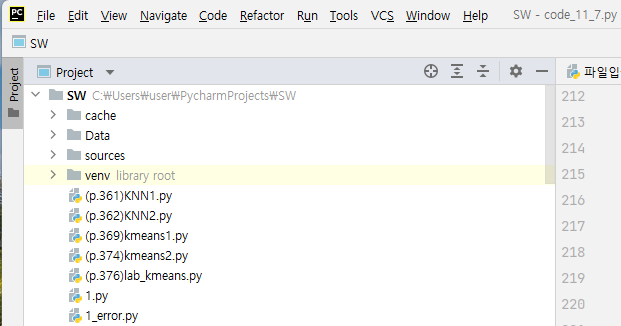 PC File Edit View Navigate Code Refactor Run Tools VCS Window Help SW - code_11_7.py
SW
Project
Project
파일입
SW C:₩Users₩user₩PycharmProjects₩SW
cache
Data
sources
venv library root
(p.361)KNN1.py
(p.362)KNN2.py
(p.369)kmeans1.py
(p.374)kmeans2.py
(p.376)lab_kmeans.py
1.py
1_error.py
212
213
214
215
216
217
218
219
220